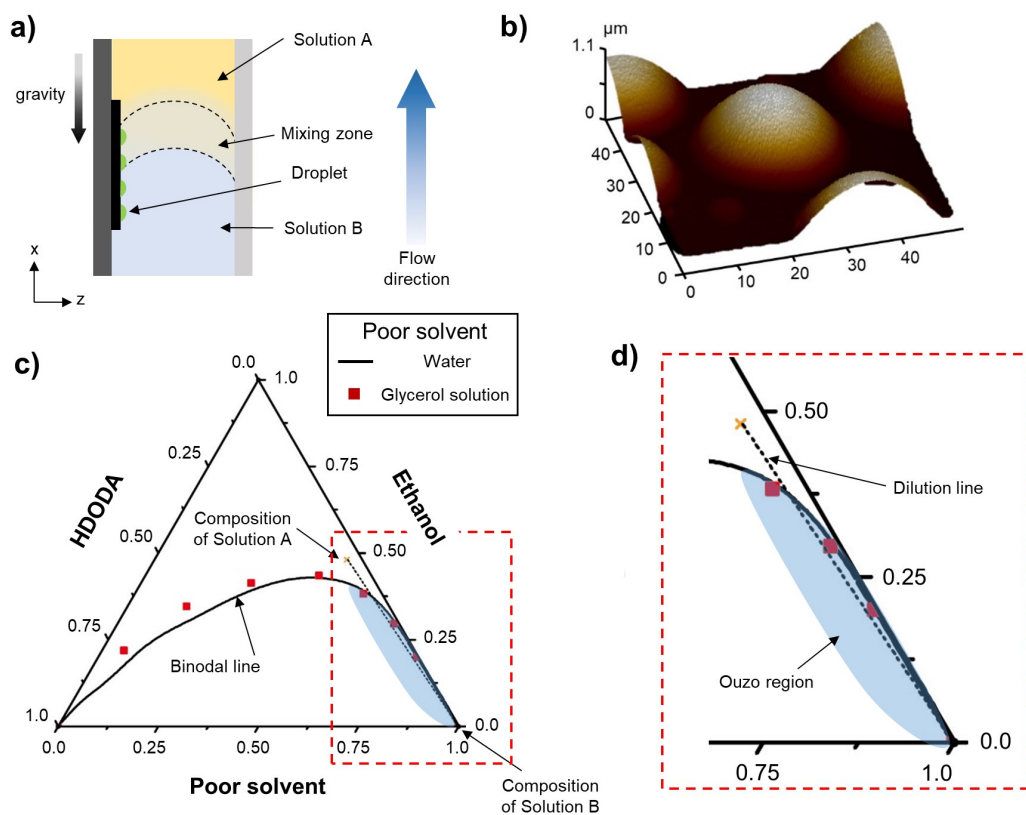 a)
Solution A
gravity
Mixing zone
Droplet
Solution B
x
z
Flow
direction
b)
µm
1.1
0
40
30
20
10
0
0
10
20
30
40
Poor solvent
Water
Glycerol solution
c)
0.0
1.0
0.25
0.75
HDODA
Ethanol
Composition
of Solution A
0.50
0.50
0.75
0.25
Binodal line
1.0
0.0
0.0
0.25
0.50
0.75
1.0
Poor solvent
Composition
of Solution B
d)
0.50
Dilution line
0.25
Ouzo region
0.0
0.75
1.0